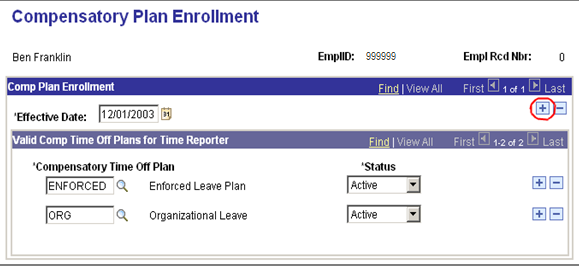 Compensatory Plan Enrollment
Ben Franklin EmplID: 999999 Empl Rcd Nbr: 0
Comp Plan Enrollment Find | View All First 1 of 1 Last
*Effective Date: 12/01/2003 31
Valid Comp Time Off Plans for Time Reporter Find | View All First 1-2 of 2 Last
*Compensatory Time Off Plan *Status
ENFORCED Enforced Leave Plan Active
ORG Organizational Leave Active